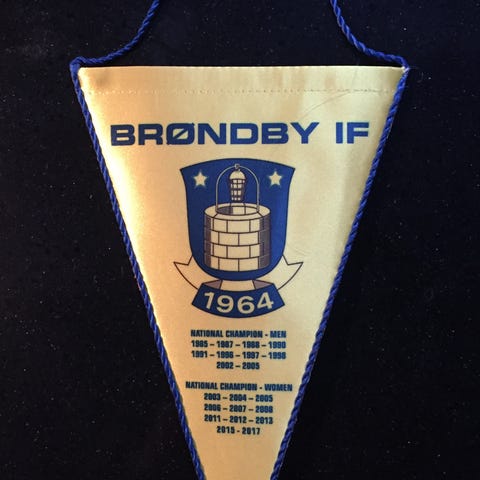 BRØNDBY IF
1964
NATIONAL CHAMPION - MEN
1985 – 1987 – 1988 – 1990
1991 – 1996 – 1997 – 1998
2002 – 2005
NATIONAL CHAMPION - WOMEN
2003 – 2004 – 2005
2006 – 2007 – 2008
2011 – 2012 – 2013
2015 - 2017